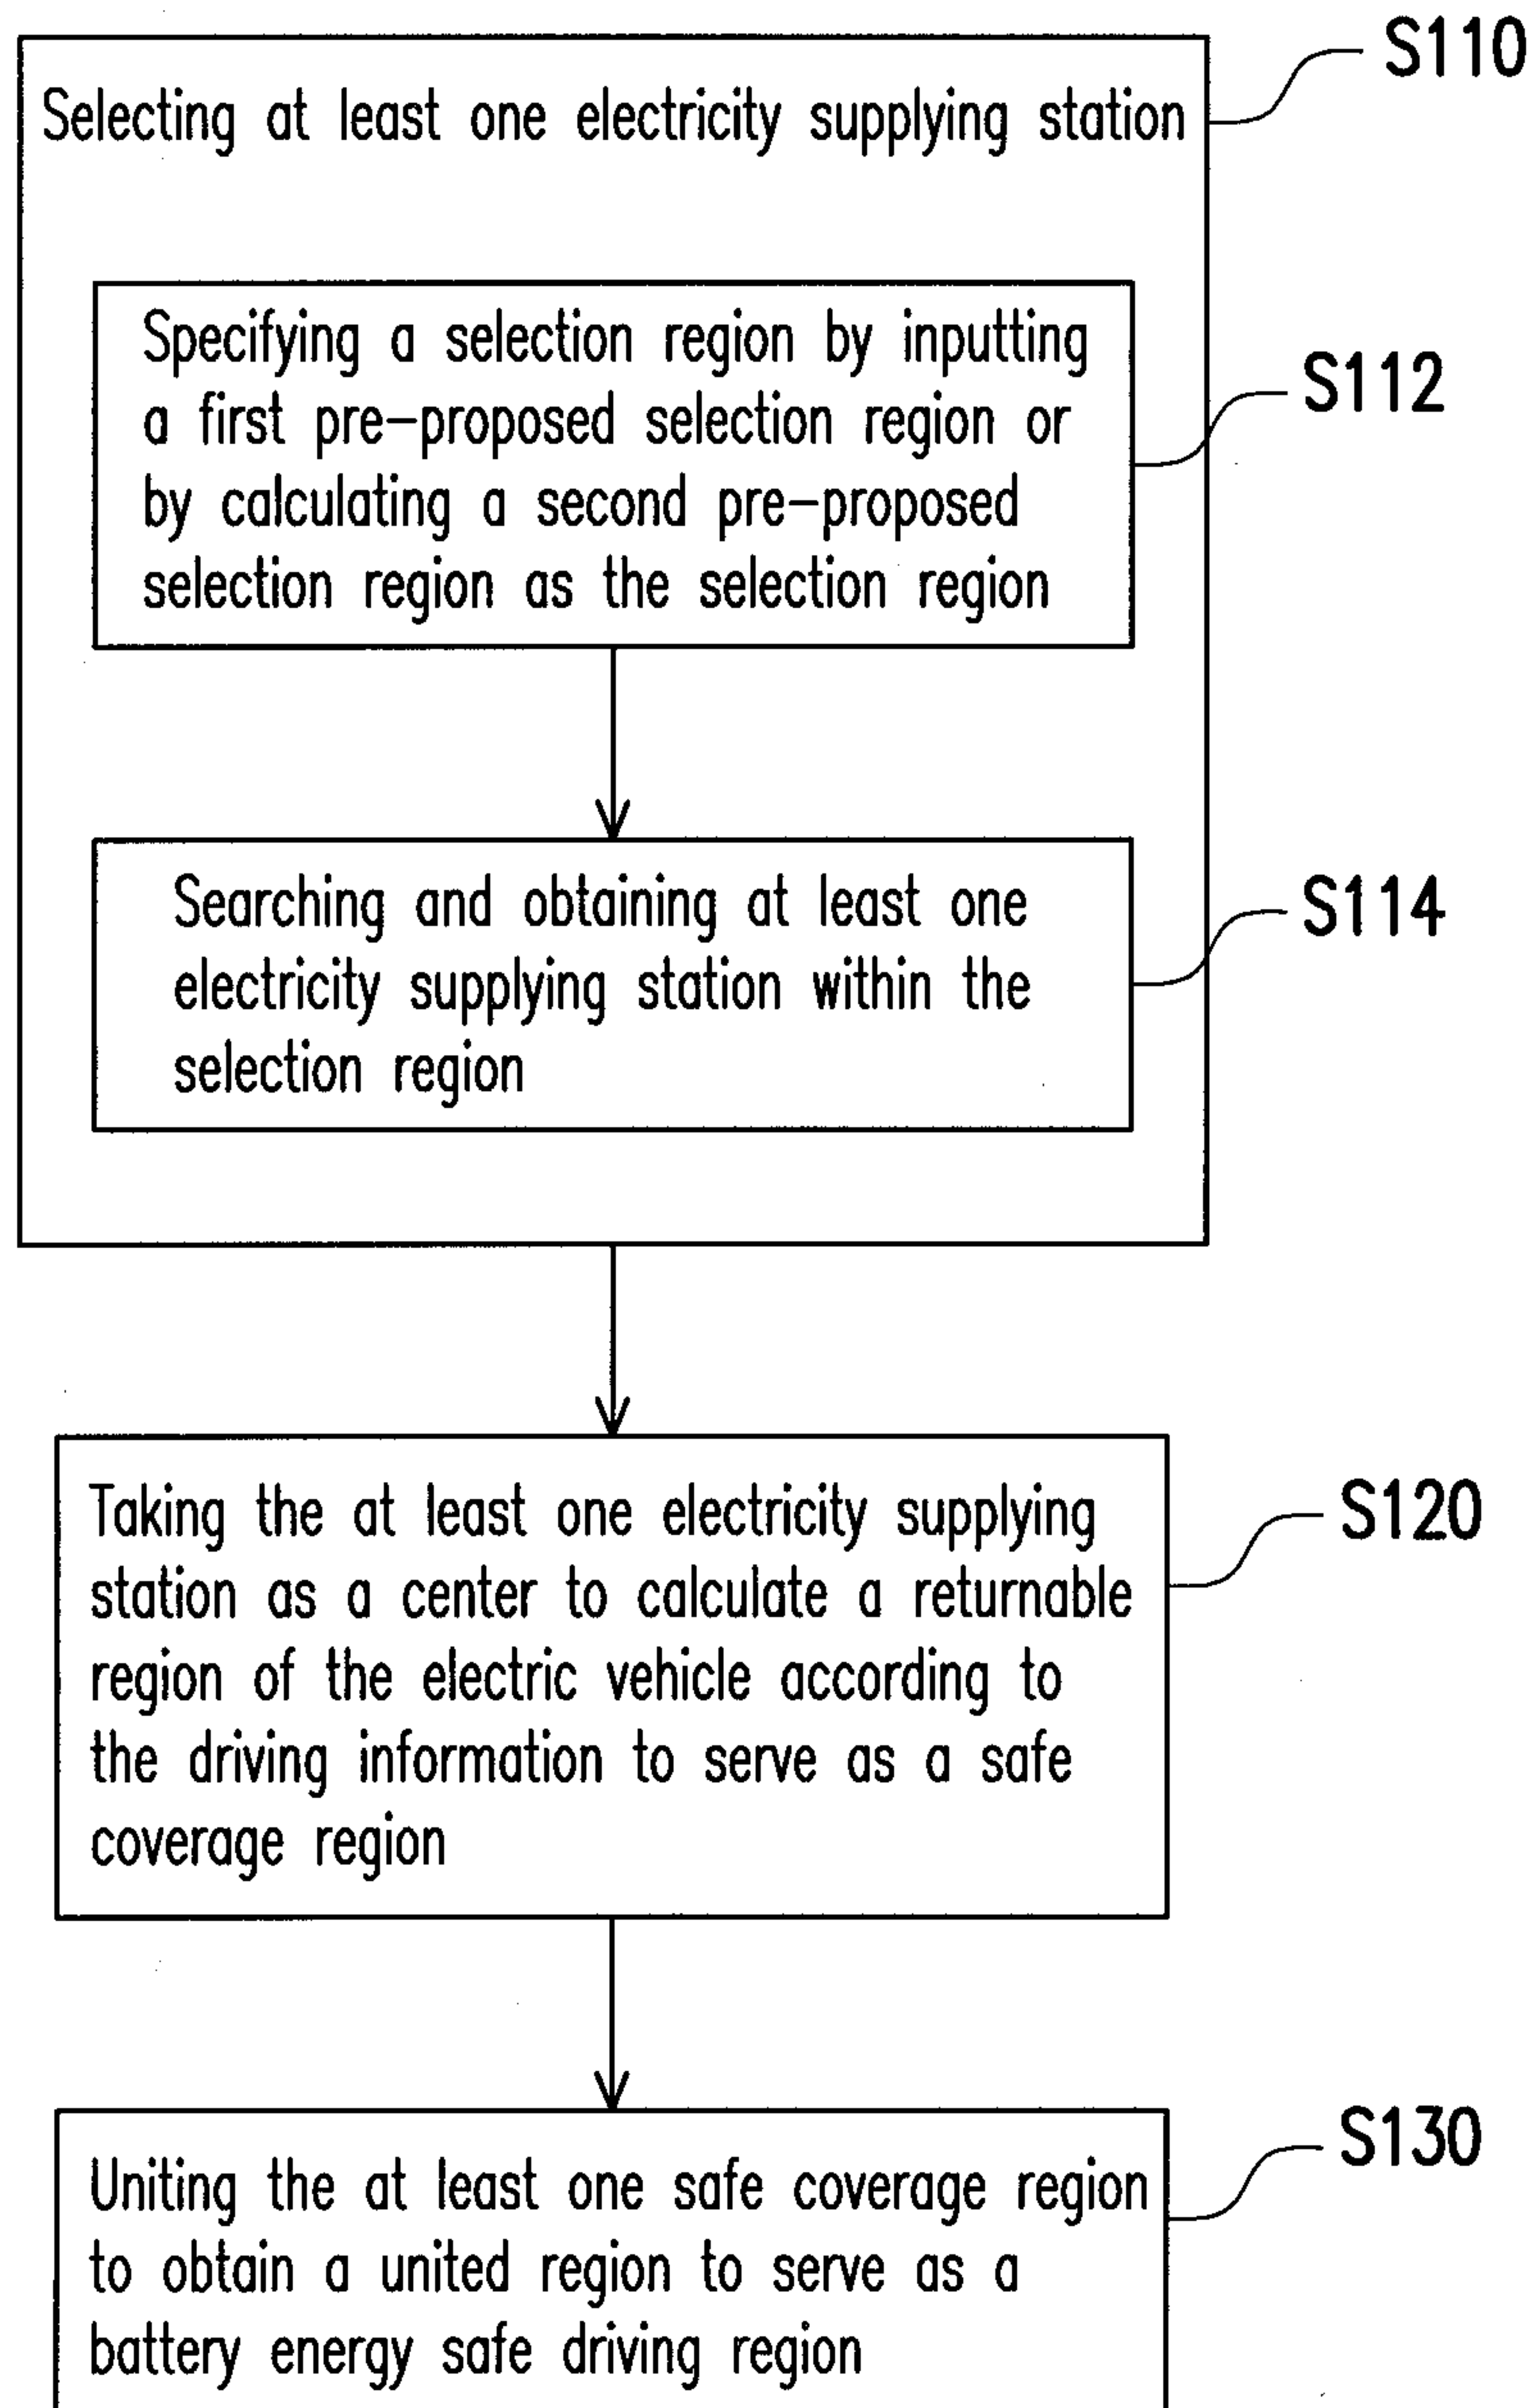 S110
Selecting at least one electricity supplying station
Specifying a selection region by inputting
a first pre-proposed selection region or
by calculating a second pre-proposed
selection region as the selection region
S112
Searching and obtaining at least one
electricity supplying station within the
selection region
S114
Taking the at least one electricity supplying
station as a center to calculate a returnable
region of the electric vehicle according to
the driving information to serve as a safe
coverage region
S120
Uniting the at least one safe coverage region
to obtain a united region to serve as a
battery energy safe driving region
S130